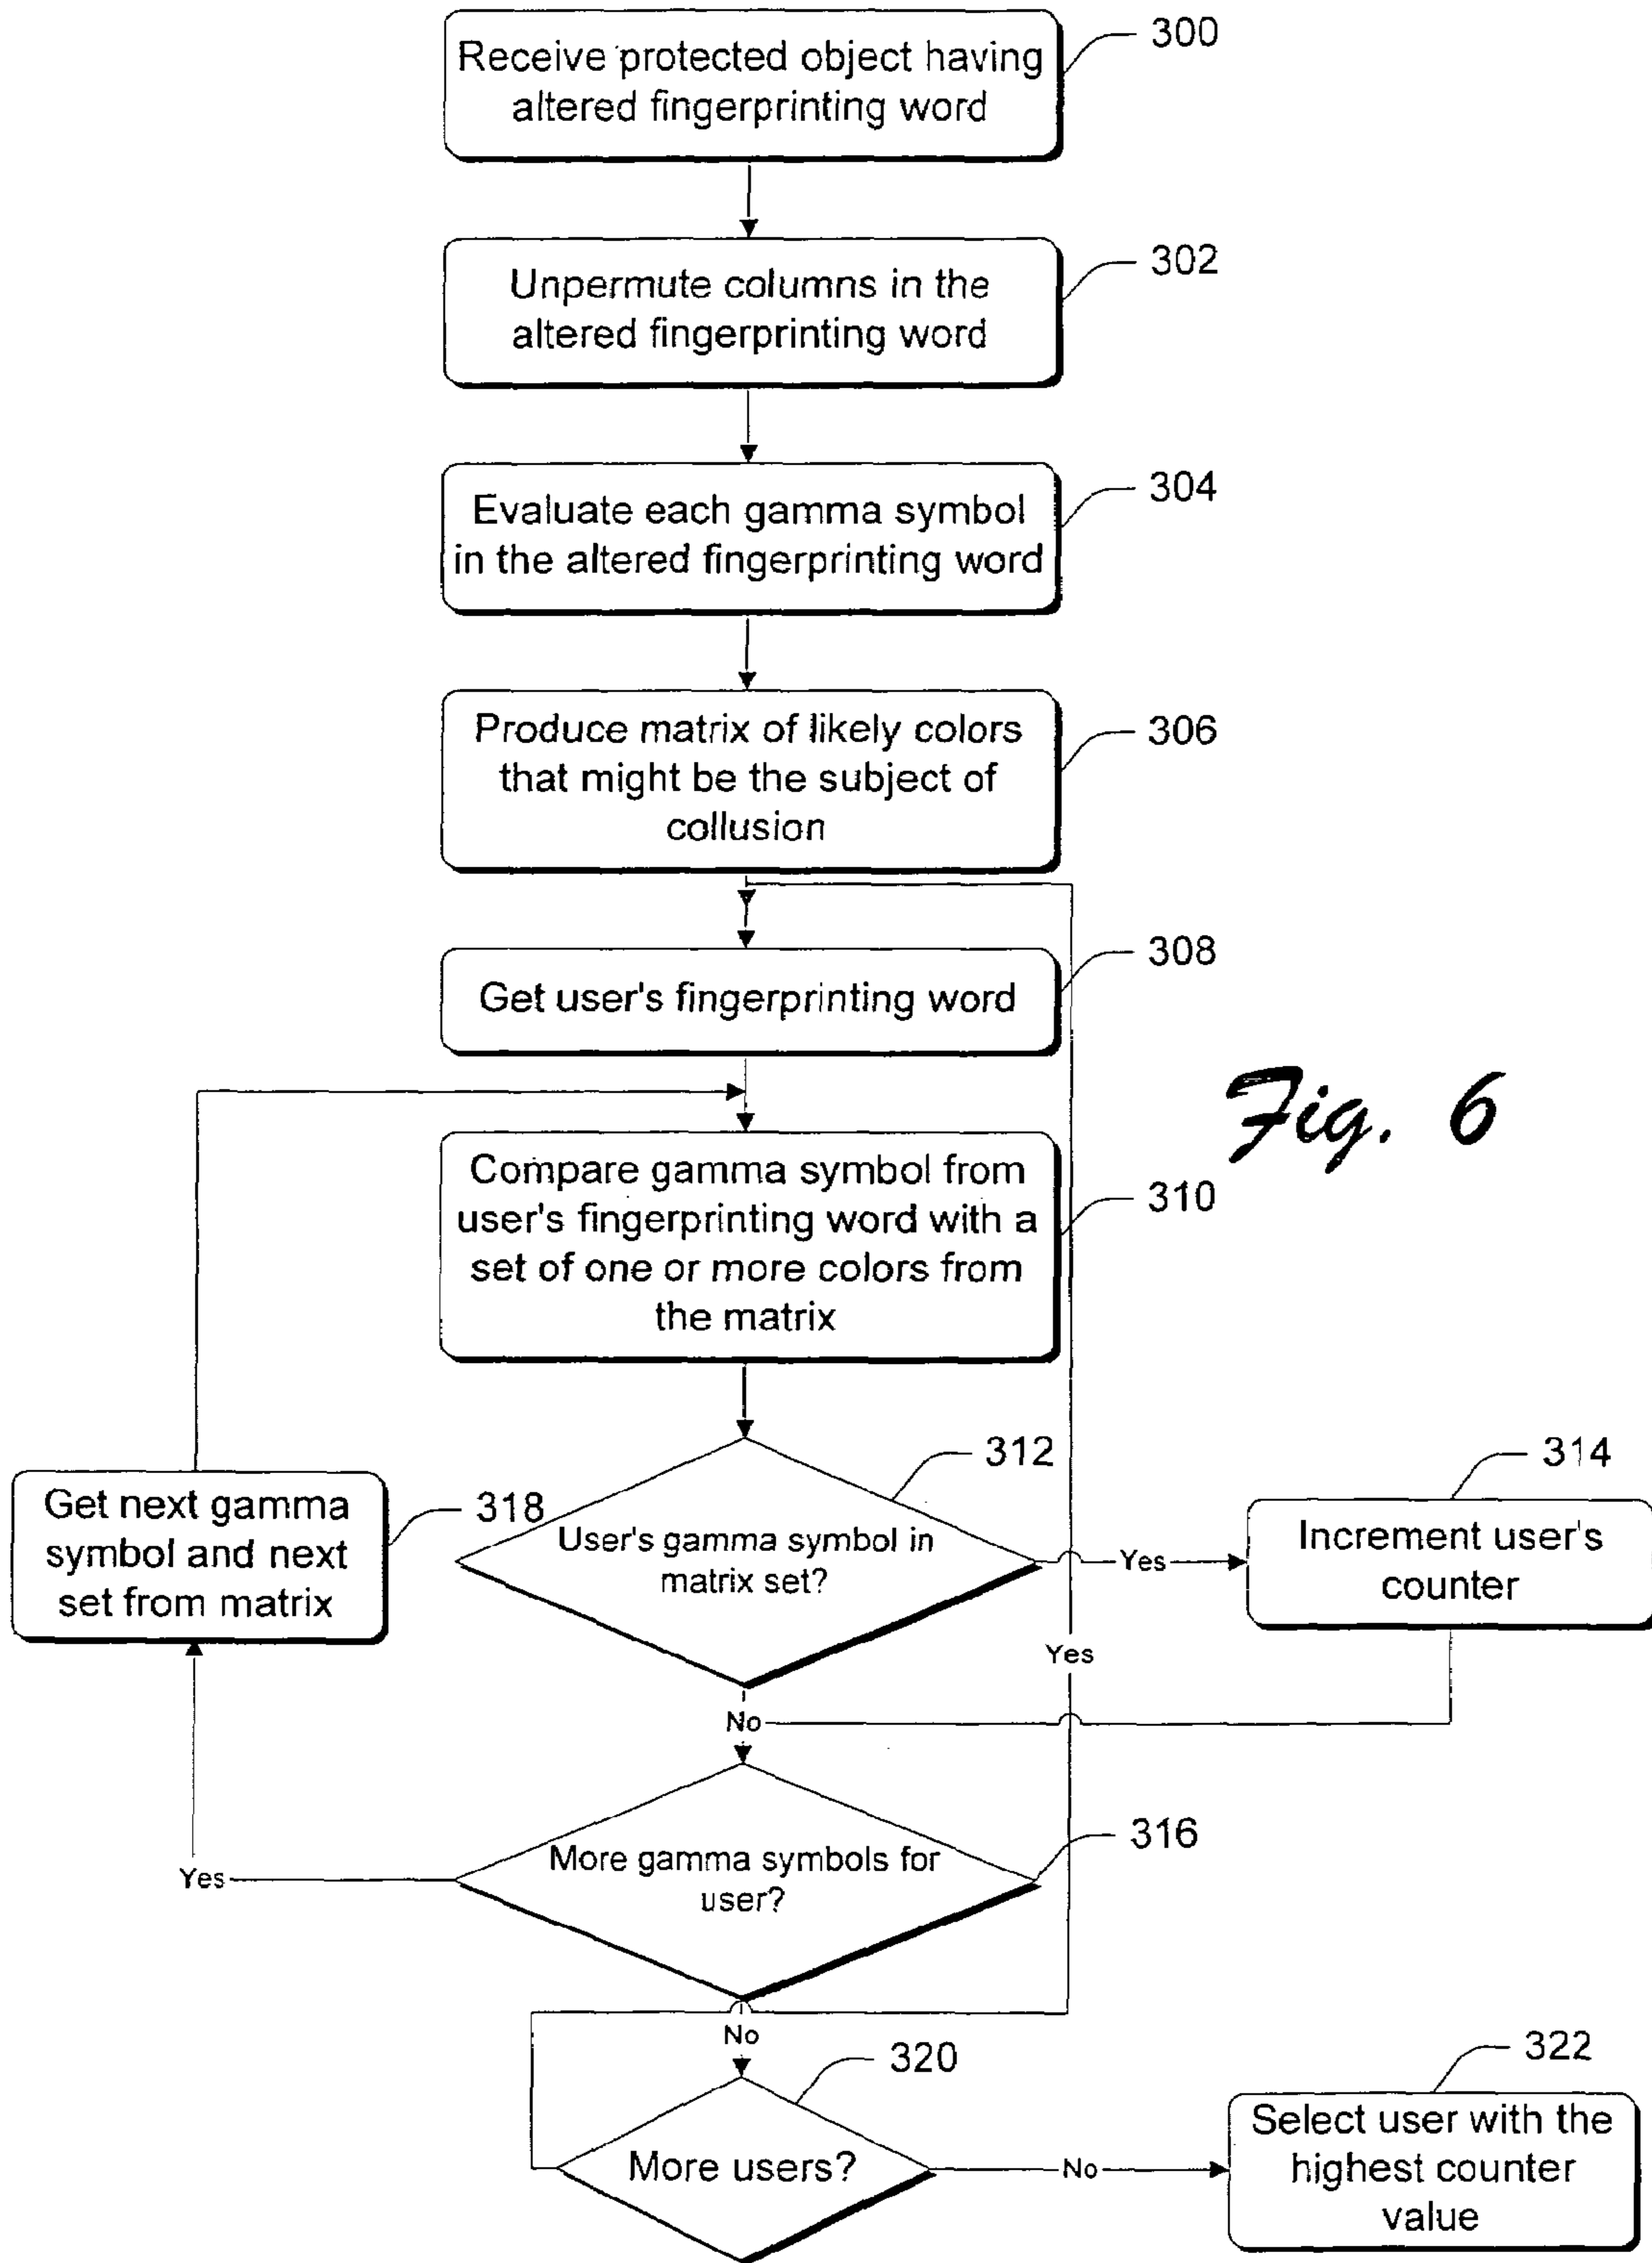 Receive protected object having
altered fingerprinting word
300
Unpermute columns in the
altered fingerprinting word
302
Evaluate each gamma symbol
in the altered fingerprinting word
304
Produce matrix of likely colors
that might be the subject of
collusion
306
Get user's fingerprinting word
308
Fig. 6
Compare gamma symbol from
user's fingerprinting word with a
set of one or more colors from
the matrix
310
Get next gamma
symbol and next
set from matrix
318
User's gamma symbol in
matrix set?
312
Yes
Increment user's
counter
314
Yes
No
More gamma symbols for
user?
316
Yes
No
More users?
320
No
Select user with the
highest counter
value
322